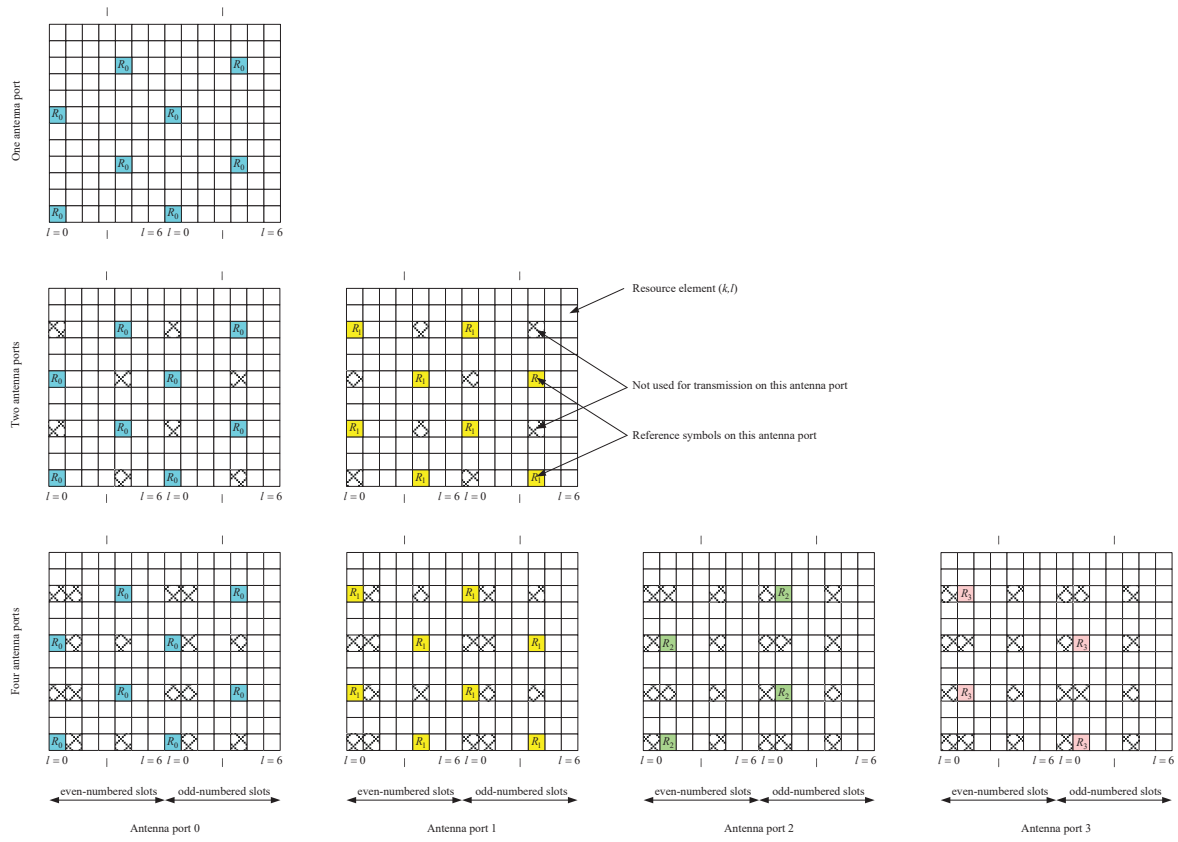 One antenna port
R0 R0
R0 R0
R0 R0
R0 R0
l = 0 l = 6 l = 0 l = 6
Two antenna ports
R0 R0
R0 R0
R0 R0
R0 R0
l = 0 l = 6 l = 0 l = 6
R1 R1
R1 R1
R1 R1
R1 R1
l = 0 l = 6 l = 0 l = 6
Resource element (k,l)
Not used for transmission on this antenna port
Reference symbols on this antenna port
Four antenna ports
R0 R0
R0 R0
R0 R0
R0 R0
l = 0 l = 6 l = 0 l = 6
even-numbered slots odd-numbered slots
Antenna port 0
R1 R1
R1 R1
R1 R1
R1 R1
l = 0 l = 6 l = 0 l = 6
even-numbered slots odd-numbered slots
Antenna port 1
R2
R2
R2
R2
l = 0 l = 6 l = 0 l = 6
even-numbered slots odd-numbered slots
Antenna port 2
R3
R3
R3
R3
l = 0 l = 6 l = 0 l = 6
even-numbered slots odd-numbered slots
Antenna port 3